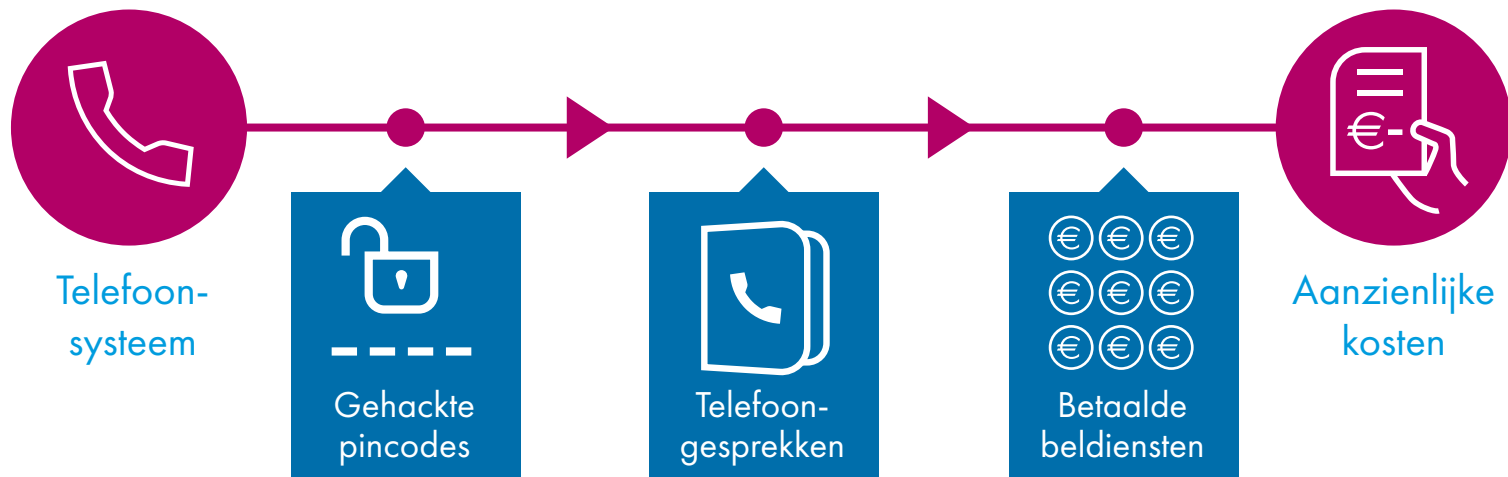 Telefoon-
systeem
Gehackte
pincodes
Telefoon-
gesprekken
Betaalde
beldiensten
Aanzienlijke
kosten
€-
€ € €
€ € €
€ € €